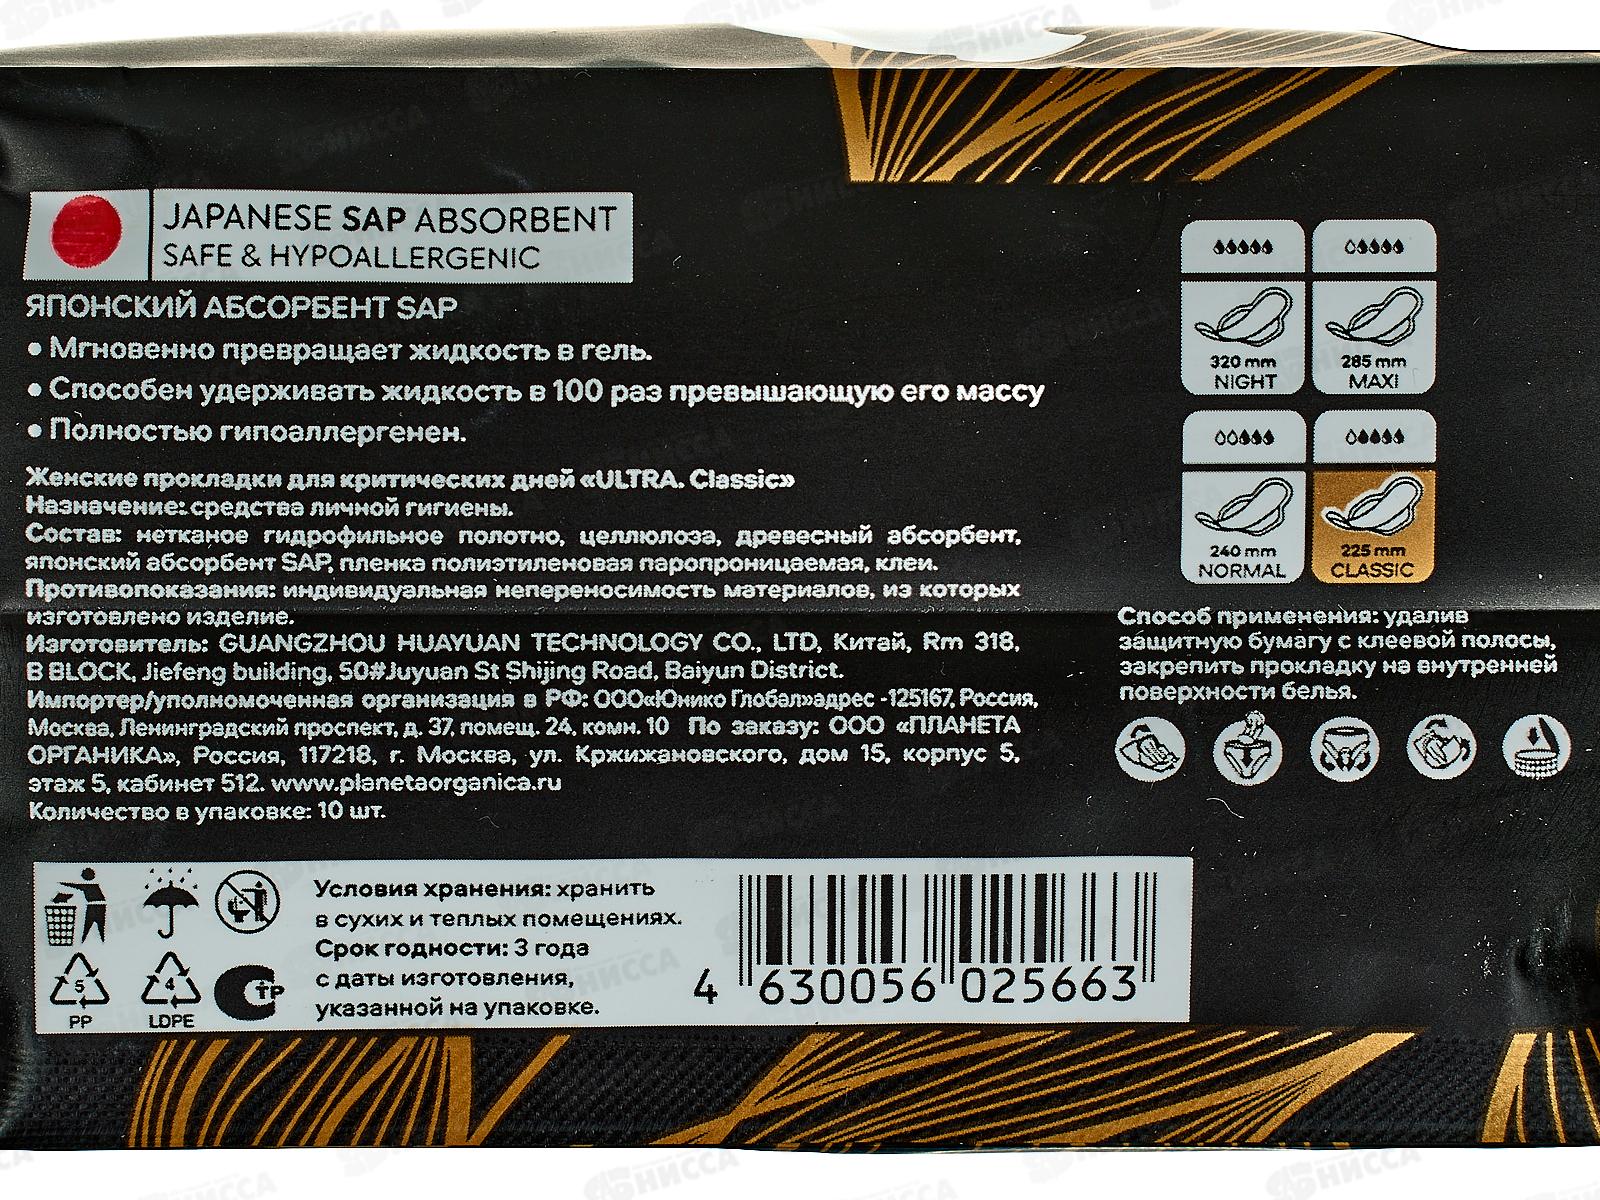 JAPANESE SAP ABSORBENT
SAFE & HYPOALLERGENIC
ЯПОНСКИЙ АБСОРБЕНТ SAP
• Мгновенно превращает жидкость в гель.
• Способен удерживать жидкость в 100 раз превышающую его массу
• Полностью гипоаллергенен.
Женские прокладки для критических дней «ULTRA. Classic»
Назначение: средства личной гигиены.
Состав: нетканое гидрофильное полотно, целлюлоза, древесный абсорбент,
японский абсорбент SAP, пленка полиэтиленовая паропроницаемая, клеи.
Противопоказания: индивидуальная непереносимость материалов, из которых
изготовлено изделие.
Изготовитель: GUANGZHOU HUAYUAN TECHNOLOGY CO., LTD, Китай, Rm 318,
B BLOCK, Jiefeng building, 50#Juyuan St Shijing Road, Baiyun District.
Импортер/уполномоченная организация в РФ: ООО«Юнико Глобал»адрес -125167, Россия,
Москва, Ленинградский проспект, д. 37, помещ. 24. комн. 10 По заказу: ООО «ПЛАНЕТА
ОРГАНИКА», Россия, 117218, г. Москва, ул. Кржижановского, дом 15, корпус 5,
этаж 5, кабинет 512. www.planetaorganica.ru
Количество в упаковке: 10 шт.
320 mm
NIGHT
285 mm
MAXI
240 mm
NORMAL
225 mm
CLASSIC
Способ применения: удалив
защитную бумагу с клеевой полосы,
закрепить прокладку на внутренней
поверхности белья.
5
PP
4
LDPE
СТР
Условия хранения: хранить
в сухих и теплых помещениях.
Срок годности: 3 года
с даты изготовления,
указанной на упаковке.
4 630056 025663
НИССА